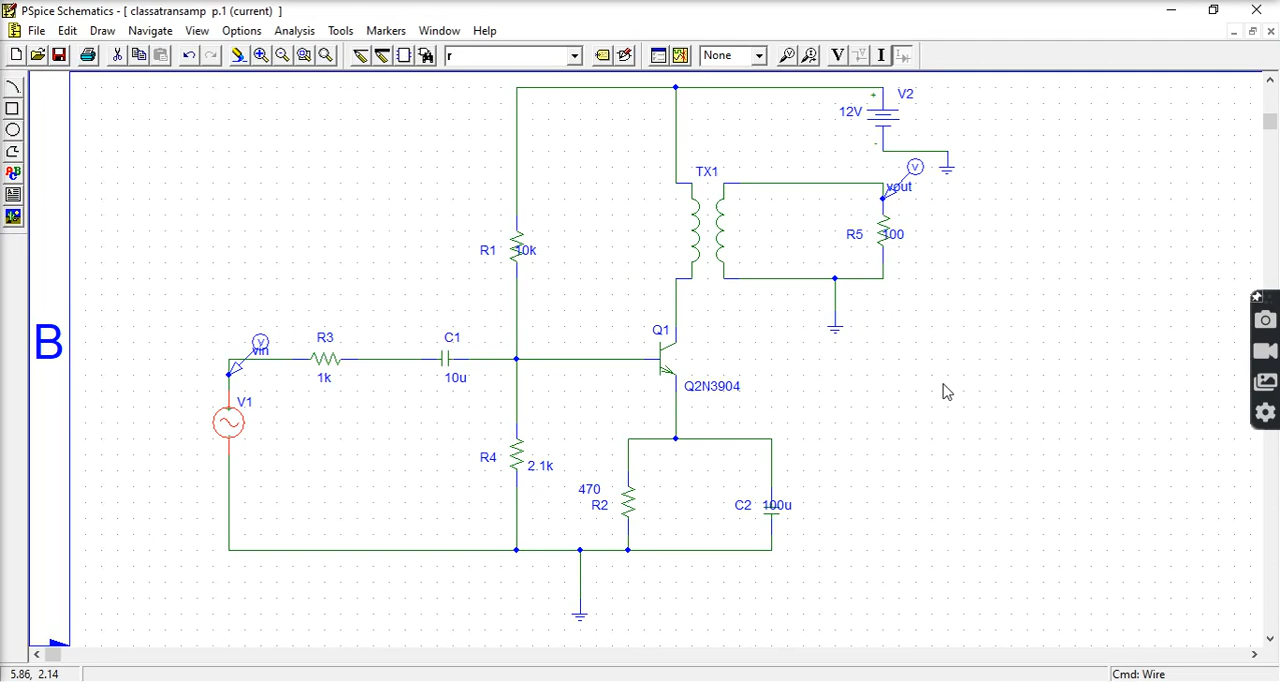 PSpice Schematics - [ classatransamp p.1 (current) ]
File Edit Draw Navigate View Options Analysis Tools Markers Window Help
r
None
V
I
ABC
B
V2
12V
+
-
TX1
V
vout
R5 100
R1 10k
Q1
Q2N3904
R3
1k
C1
10u
V
vin
V1
R4 2.1k
470
R2
C2 100u
5.86, 2.14
Cmd: Wire